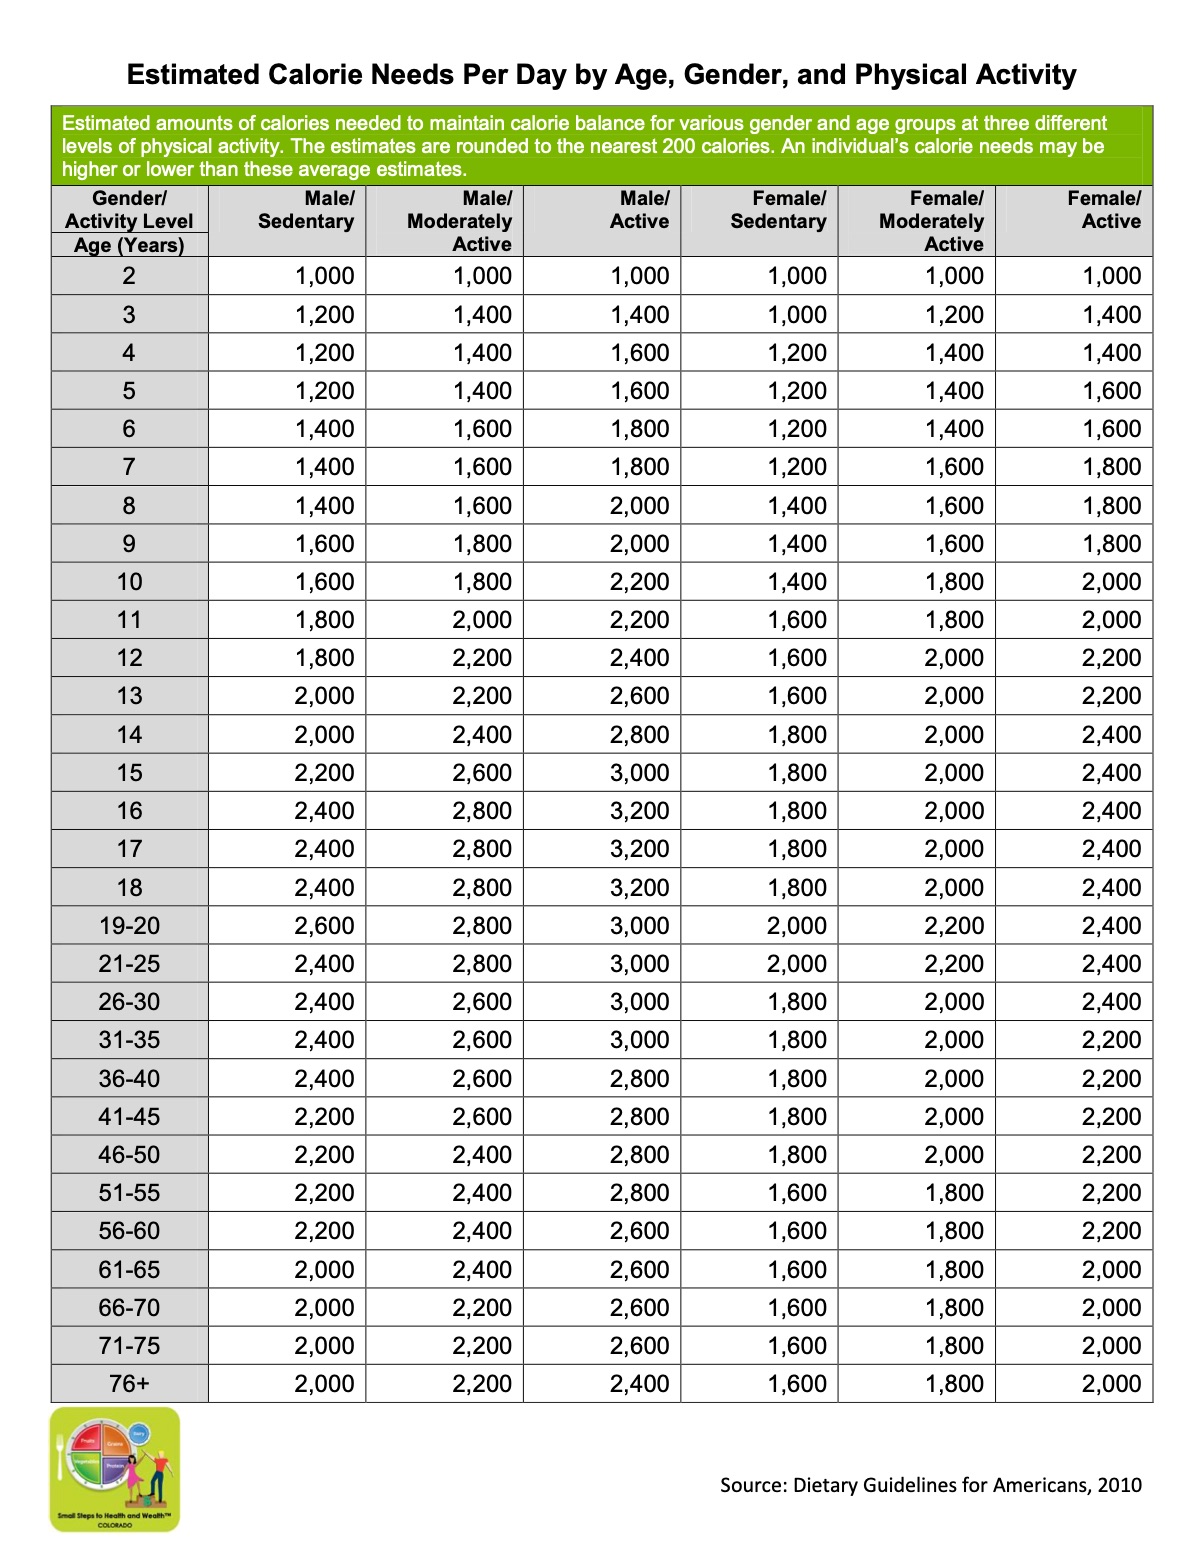 Estimated Calorie Needs Per Day by Age, Gender, and Physical Activity
Estimated amounts of calories needed to maintain calorie balance for various gender and age groups at three different
levels of physical activity. The estimates are rounded to the nearest 200 calories. An individual’s calorie needs may be
higher or lower than these average estimates.
Gender/ Male/ Male/ Male/ Female/ Female/ Female/
Activity Level Sedentary Moderately Active Sedentary Moderately Active
Age (Years) Active Active
2 1,000 1,000 1,000 1,000 1,000 1,000
3 1,200 1,400 1,400 1,000 1,200 1,400
4 1,200 1,400 1,600 1,200 1,400 1,400
5 1,200 1,400 1,600 1,200 1,400 1,600
6 1,400 1,600 1,800 1,200 1,400 1,600
7 1,400 1,600 1,800 1,200 1,600 1,800
8 1,400 1,600 2,000 1,400 1,600 1,800
9 1,600 1,800 2,000 1,400 1,600 1,800
10 1,600 1,800 2,200 1,400 1,800 2,000
11 1,800 2,000 2,200 1,600 1,800 2,000
12 1,800 2,200 2,400 1,600 2,000 2,200
13 2,000 2,200 2,600 1,600 2,000 2,200
14 2,000 2,400 2,800 1,800 2,000 2,400
15 2,200 2,600 3,000 1,800 2,000 2,400
16 2,400 2,800 3,200 1,800 2,000 2,400
17 2,400 2,800 3,200 1,800 2,000 2,400
18 2,400 2,800 3,200 1,800 2,000 2,400
19-20 2,600 2,800 3,000 2,000 2,200 2,400
21-25 2,400 2,800 3,000 2,000 2,200 2,400
26-30 2,400 2,600 3,000 1,800 2,000 2,400
31-35 2,400 2,600 3,000 1,800 2,000 2,200
36-40 2,400 2,600 2,800 1,800 2,000 2,200
41-45 2,200 2,600 2,800 1,800 2,000 2,200
46-50 2,200 2,400 2,800 1,800 2,000 2,200
51-55 2,200 2,400 2,800 1,600 1,800 2,200
56-60 2,200 2,400 2,600 1,600 1,800 2,200
61-65 2,000 2,400 2,600 1,600 1,800 2,000
66-70 2,000 2,200 2,600 1,600 1,800 2,000
71-75 2,000 2,200 2,600 1,600 1,800 2,000
76+ 2,000 2,200 2,400 1,600 1,800 2,000
Dairy
Fruits Grains
Vegetables Protein
Small Steps to Health and Wealth™
COLORADO
Source: Dietary Guidelines for Americans, 2010